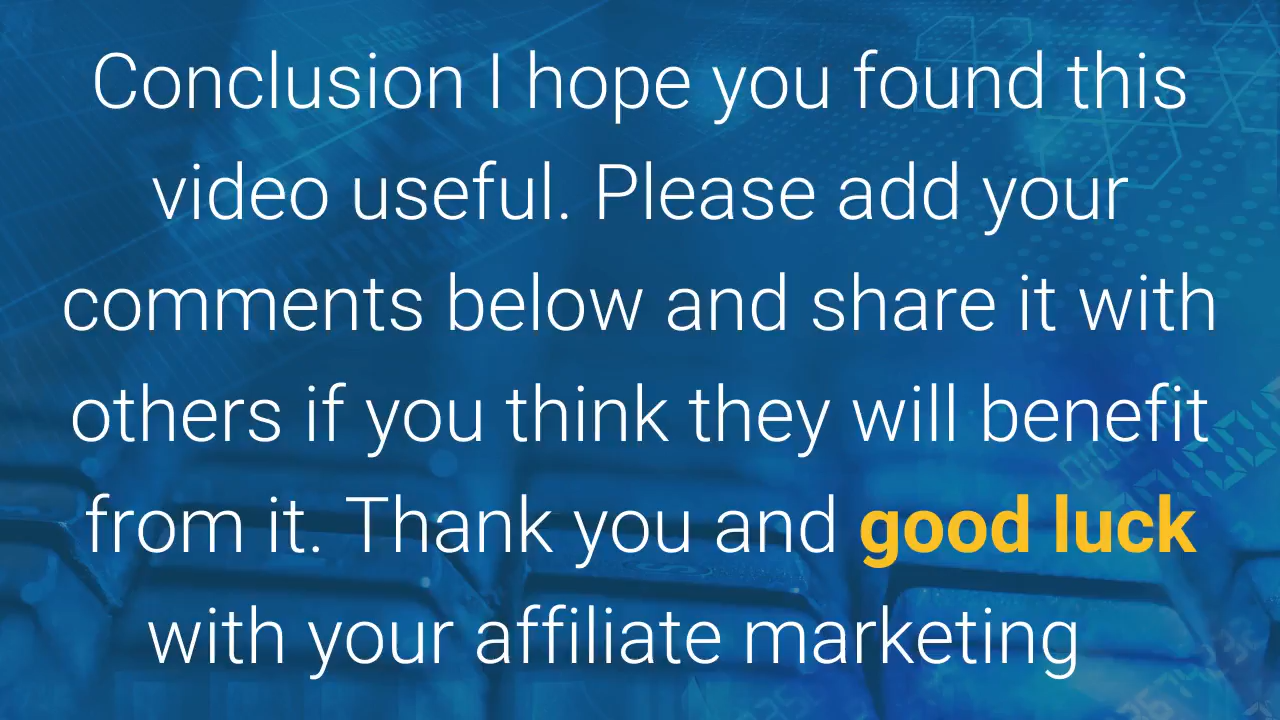 Conclusion I hope you found this
video useful. Please add your
comments below and share it with
others if you think they will benefit
from it. Thank you and good luck
with your affiliate marketing